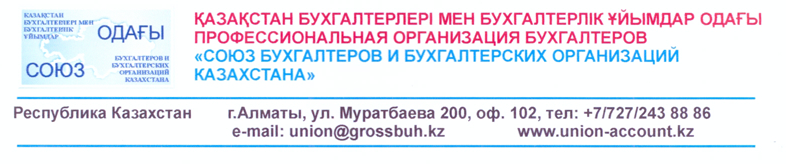 ҚАЗАҚСТАН
БУХГАЛТЕРЛЕРІ МЕН
БУХГАЛТЕРЛІК
ҰЙЫМДАР
ОДАҒЫ
СОЮЗ
БУХГАЛТЕРОВ И
БУХГАЛТЕРСКИХ
ОРГАНИЗАЦИЙ
КАЗАХСТАНА
ҚАЗАҚСТАН БУХГАЛТЕРЛЕРІ МЕН БУХГАЛТЕРЛІК ҰЙЫМДАР ОДАҒЫ
ПРОФЕССИОНАЛЬНАЯ ОРГАНИЗАЦИЯ БУХГАЛТЕРОВ
«СОЮЗ БУХГАЛТЕРОВ И БУХГАЛТЕРСКИХ ОРГАНИЗАЦИЙ
КАЗАХСТАНА»
Республика Казахстан г.Алматы, ул. Муратбаева 200, оф. 102, тел: +7/727/243 88 86
e-mail: union@grossbuh.kz www.union-account.kz